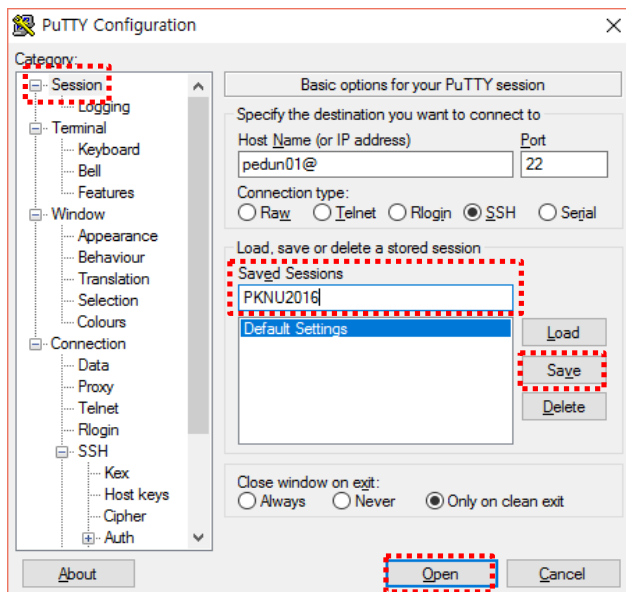 PuTTY Configuration
Category:
Session
Logging
Terminal
Keyboard
Bell
Features
Window
Appearance
Behaviour
Translation
Selection
Colours
Connection
Data
Proxy
Telnet
Rlogin
SSH
Kex
Host keys
Cipher
Auth
Basic options for your PuTTY session
Specify the destination you want to connect to
Host Name (or IP address) Port
pedun01@ 22
Connection type:
Raw Telnet Rlogin SSH Serial
Load, save or delete a stored session
Saved Sessions
PKNU2016
Default Settings
Load
Save
Delete
Close window on exit:
Always Never Only on clean exit
About Open Cancel